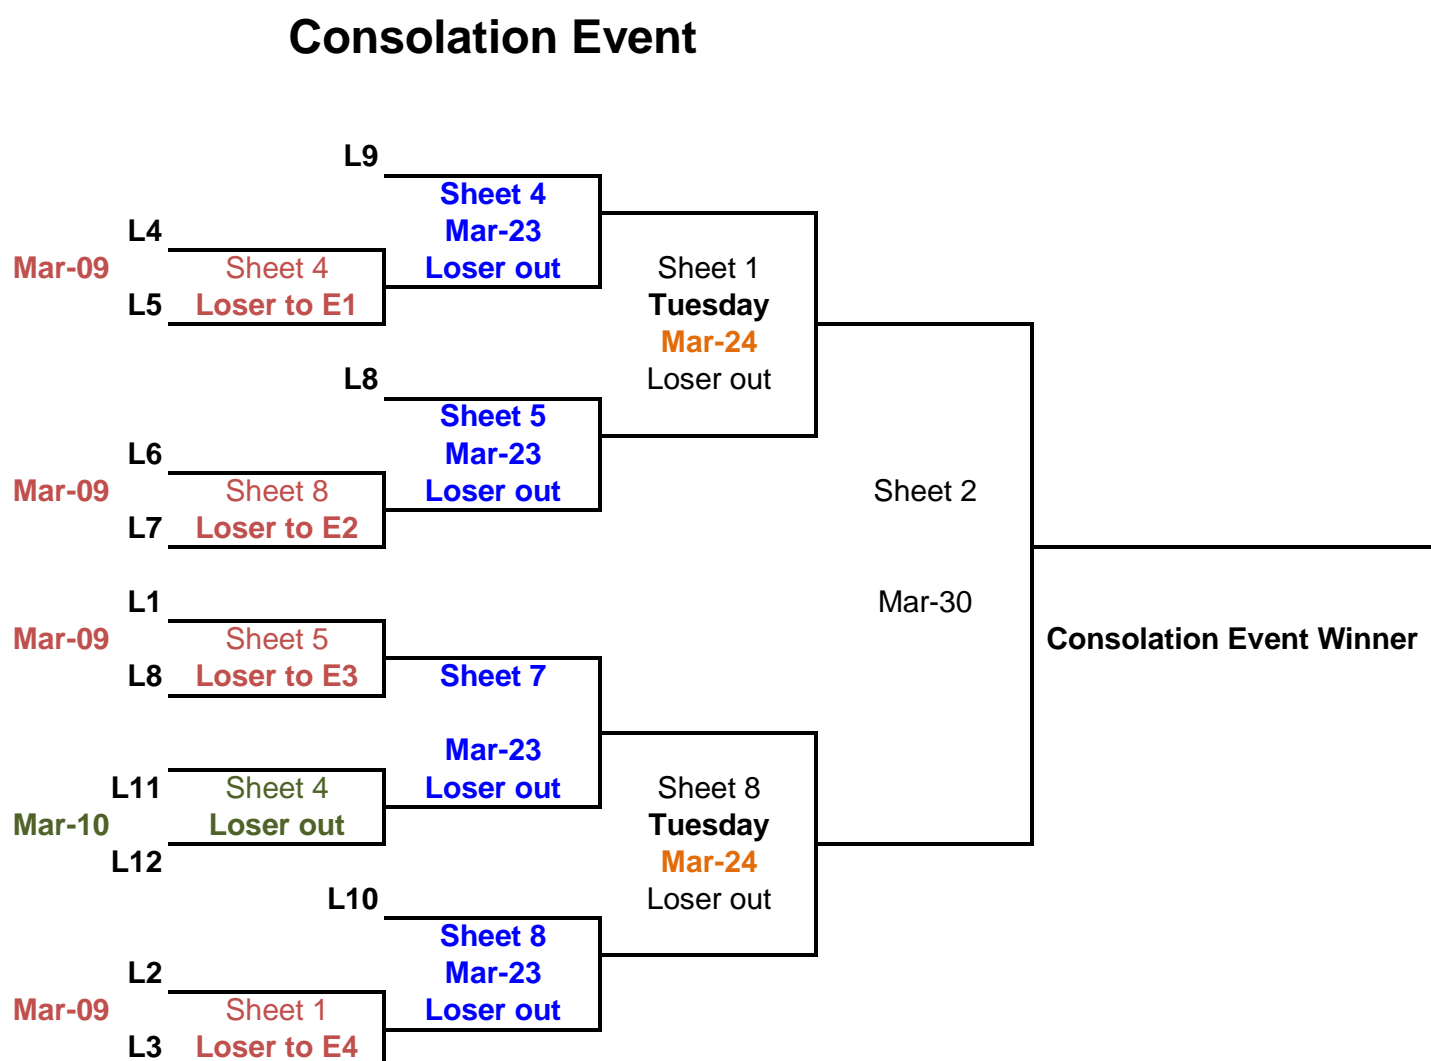 Consolation Event
L9
Sheet 4
L4 Mar-23
Mar-09 Sheet 4 Loser out Sheet 1
L5 Loser to E1 Tuesday
Mar-24
L8 Loser out
Sheet 5
L6 Mar-23
Mar-09 Sheet 8 Loser out Sheet 2
L7 Loser to E2
L1 Mar-30
Mar-09 Sheet 5 Consolation Event Winner
L8 Loser to E3 Sheet 7
Mar-23
L11 Sheet 4 Loser out Sheet 8
Mar-10 Loser out Tuesday
L12 Mar-24
L10 Loser out
Sheet 8
L2 Mar-23
Mar-09 Sheet 1 Loser out
L3 Loser to E4